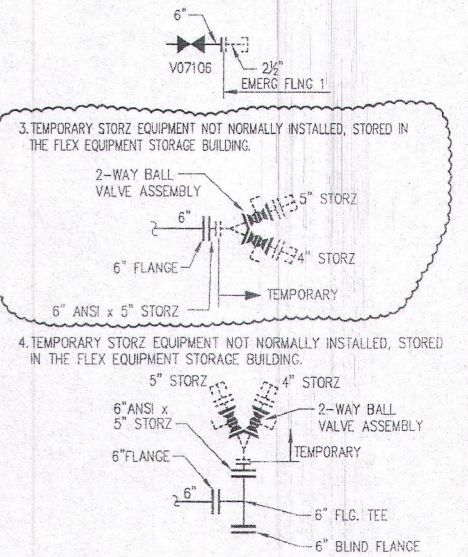 6"
V07106
2½"
EMERG FLNG 1
3. TEMPORARY STORZ EQUIPMENT NOT NORMALLY INSTALLED, STORED IN
THE FLEX EQUIPMENT STORAGE BUILDING.
2-WAY BALL
VALVE ASSEMBLY
5" STORZ
6"
4" STORZ
6" FLANGE
TEMPORARY
6" ANSI x 5" STORZ
4. TEMPORARY STORZ EQUIPMENT NOT NORMALLY INSTALLED, STORED
IN THE FLEX EQUIPMENT STORAGE BUILDING.
5" STORZ
4" STORZ
6"ANSI x
5" STORZ
2-WAY BALL
VALVE ASSEMBLY
TEMPORARY
6"FLANGE
6"
6" FLG. TEE
6" BLIND FLANGE